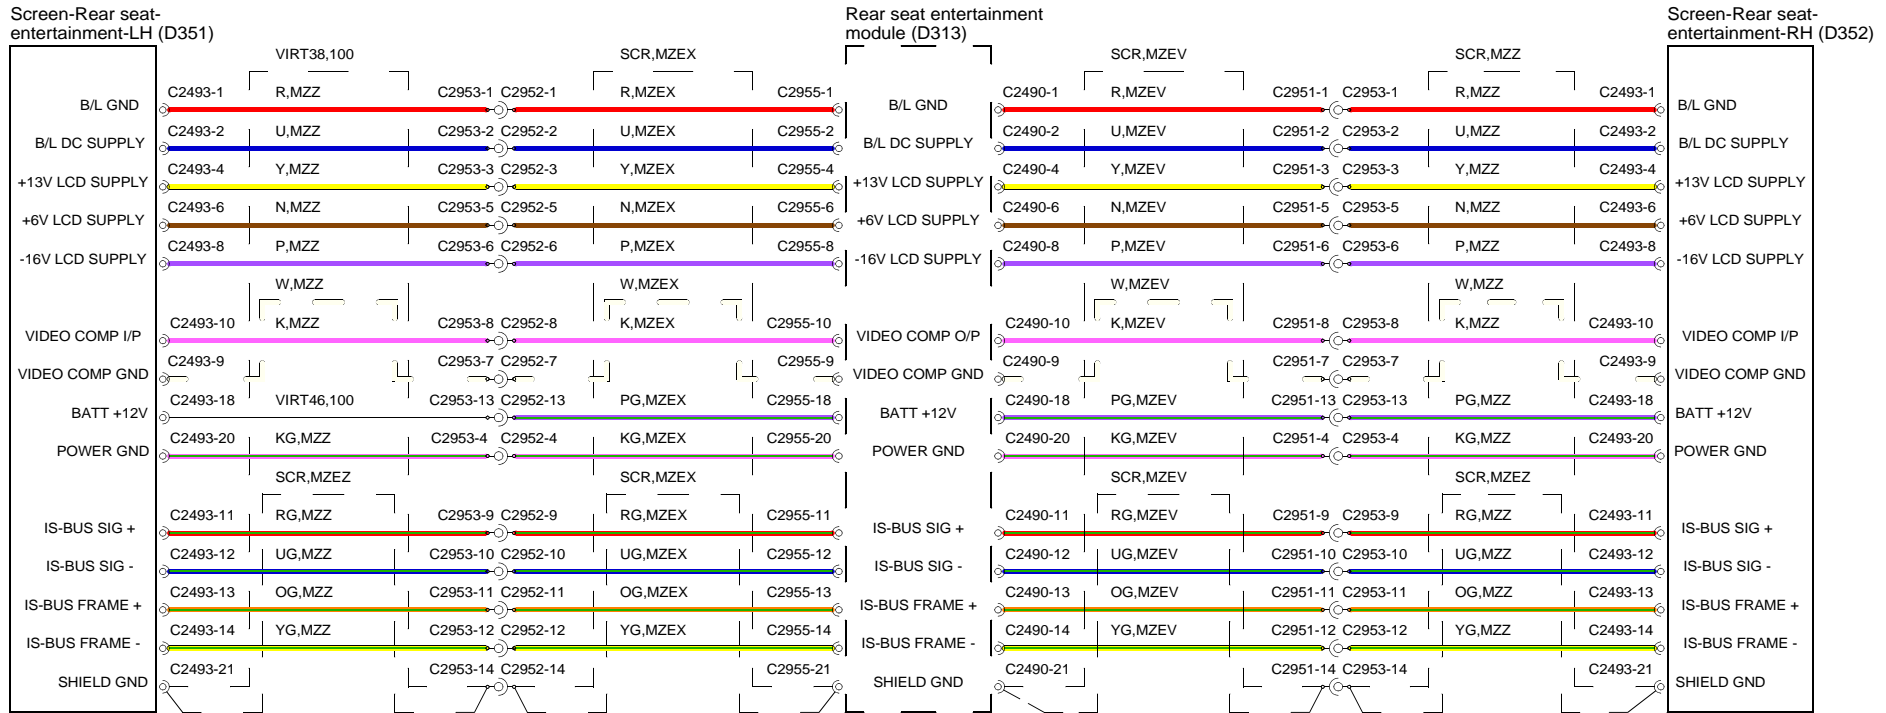 Screen-Rear seat-
entertainment-LH (D351)
Rear seat entertainment
module (D313)
Screen-Rear seat-
entertainment-RH (D352)
VIRT38,100 SCR,MZEX SCR,MZEV SCR,MZZ
B/L GND C2493-1 R,MZZ C2953-1 C2952-1 R,MZEX C2955-1 B/L GND C2490-1 R,MZEV C2951-1 C2953-1 R,MZZ C2493-1 B/L GND
B/L DC SUPPLY C2493-2 U,MZZ C2953-2 C2952-2 U,MZEX C2955-2 B/L DC SUPPLY C2490-2 U,MZEV C2951-2 C2953-2 U,MZZ C2493-2 B/L DC SUPPLY
+13V LCD SUPPLY C2493-4 Y,MZZ C2953-3 C2952-3 Y,MZEX C2955-4 +13V LCD SUPPLY C2490-4 Y,MZEV C2951-3 C2953-3 Y,MZZ C2493-4 +13V LCD SUPPLY
+6V LCD SUPPLY C2493-6 N,MZZ C2953-5 C2952-5 N,MZEX C2955-6 +6V LCD SUPPLY C2490-6 N,MZEV C2951-5 C2953-5 N,MZZ C2493-6 +6V LCD SUPPLY
-16V LCD SUPPLY C2493-8 P,MZZ C2953-6 C2952-6 P,MZEX C2955-8 -16V LCD SUPPLY C2490-8 P,MZEV C2951-6 C2953-6 P,MZZ C2493-8 -16V LCD SUPPLY
W,MZZ W,MZEX W,MZEV W,MZZ
VIDEO COMP I/P C2493-10 K,MZZ C2953-8 C2952-8 K,MZEX C2955-10 VIDEO COMP O/P C2490-10 K,MZEV C2951-8 C2953-8 K,MZZ C2493-10 VIDEO COMP I/P
VIDEO COMP GND C2493-9 C2953-7 C2952-7 C2955-9 VIDEO COMP GND C2490-9 C2951-7 C2953-7 C2493-9 VIDEO COMP GND
BATT +12V C2493-18 VIRT46,100 C2953-13 C2952-13 PG,MZEX C2955-18 BATT +12V C2490-18 PG,MZEV C2951-13 C2953-13 PG,MZZ C2493-18 BATT +12V
POWER GND C2493-20 KG,MZZ C2953-4 C2952-4 KG,MZEX C2955-20 POWER GND C2490-20 KG,MZEV C2951-4 C2953-4 KG,MZZ C2493-20 POWER GND
SCR,MZEZ SCR,MZEX SCR,MZEV SCR,MZEZ
IS-BUS SIG + C2493-11 RG,MZZ C2953-9 C2952-9 RG,MZEX C2955-11 IS-BUS SIG + C2490-11 RG,MZEV C2951-9 C2953-9 RG,MZZ C2493-11 IS-BUS SIG +
IS-BUS SIG - C2493-12 UG,MZZ C2953-10 C2952-10 UG,MZEX C2955-12 IS-BUS SIG - C2490-12 UG,MZEV C2951-10 C2953-10 UG,MZZ C2493-12 IS-BUS SIG -
IS-BUS FRAME + C2493-13 OG,MZZ C2953-11 C2952-11 OG,MZEX C2955-13 IS-BUS FRAME + C2490-13 OG,MZEV C2951-11 C2953-11 OG,MZZ C2493-13 IS-BUS FRAME +
IS-BUS FRAME - C2493-14 YG,MZZ C2953-12 C2952-12 YG,MZEX C2955-14 IS-BUS FRAME - C2490-14 YG,MZEV C2951-12 C2953-12 YG,MZZ C2493-14 IS-BUS FRAME -
SHIELD GND C2493-21 C2953-14 C2952-14 C2955-21 SHIELD GND C2490-21 C2951-14 C2953-14 C2493-21 SHIELD GND